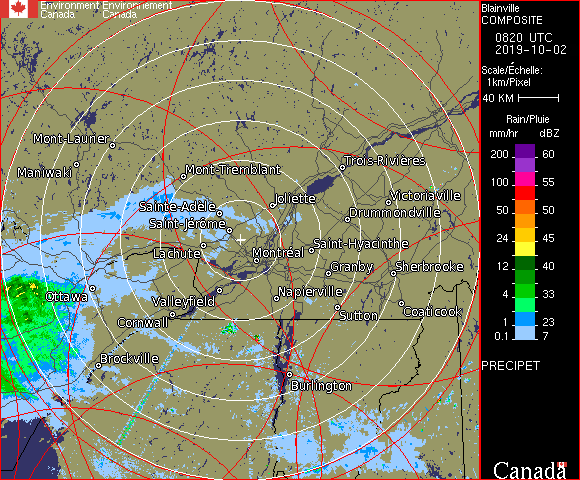 Environment Environnement
Canada Canada
Blainville
COMPOSITE
0820 UTC
2019-10-02
Scale/Échelle:
1km/Pixel
40 KM
Rain/Pluie
mm/hr dBZ
200 60
100 55
50 50
24 45
12 40
4 33
1 23
0.1 7
PRECIPET
Canada
Mont-Laurier
Maniwaki
Mont-Tremblant
Trois-Rivières
Victoriaville
Joliette
Sainte-Adèle
Drummondville
Saint-Jérôme
Saint-Hyacinthe
Lachute
Montréal
Granby
Sherbrooke
Ottawa
Napierville
Valleyfield
Coaticook
Sutton
Cornwall
Brockville
Burlington